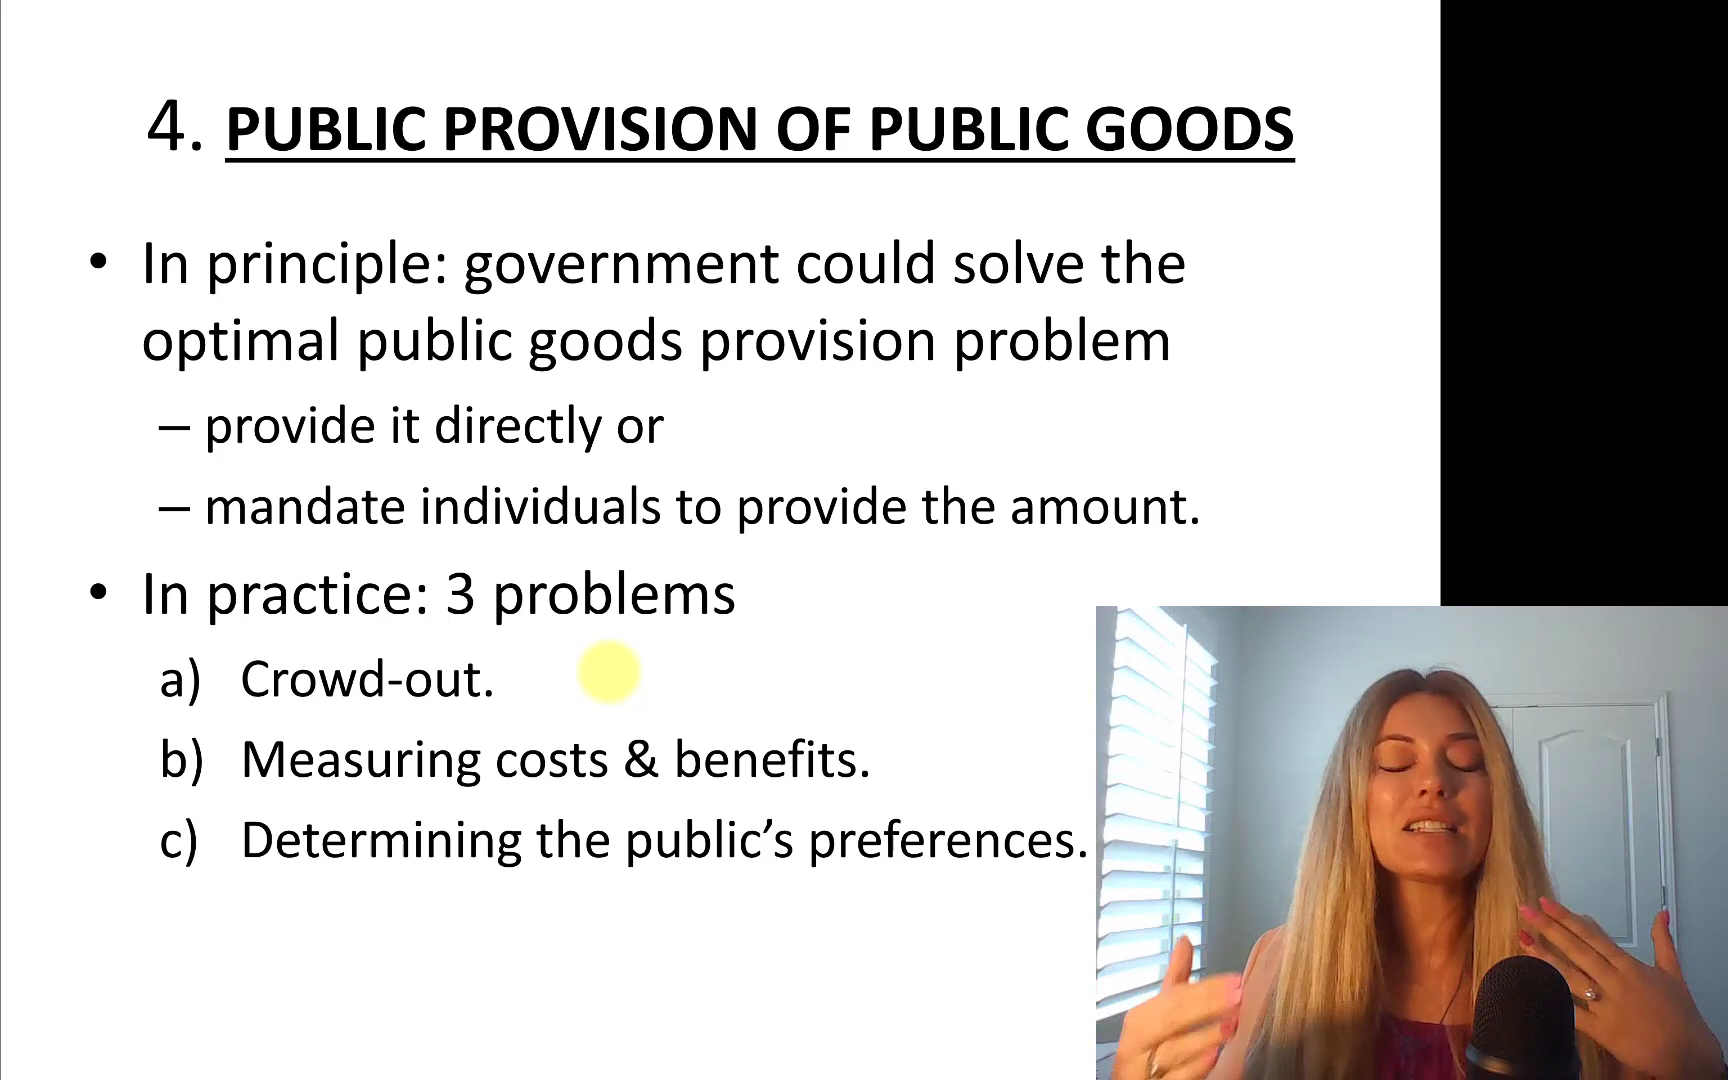 4. PUBLIC PROVISION OF PUBLIC GOODS
• In principle: government could solve the
optimal public goods provision problem
– provide it directly or
– mandate individuals to provide the amount.
• In practice: 3 problems
a) Crowd-out.
b) Measuring costs & benefits.
c) Determining the public’s preferences.